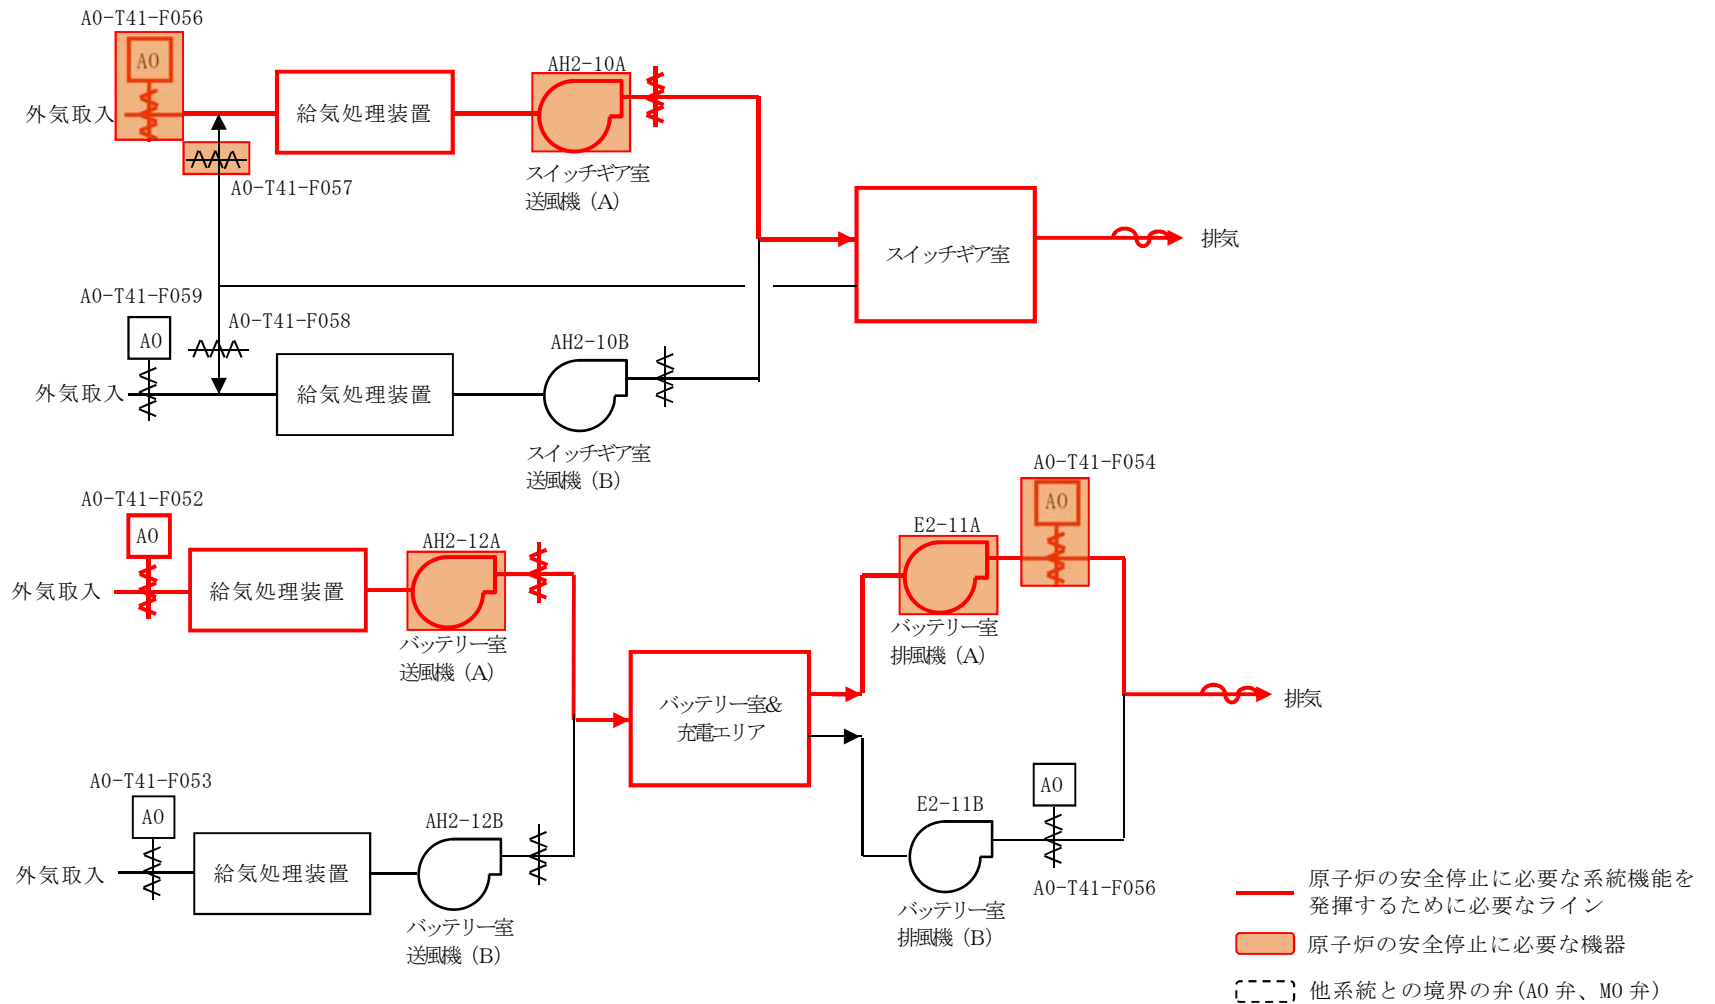 AO-T41-F056
AO
AH2-10A
外気取入
給気処理装置
スイッチギア室
送風機 (A)
AO-T41-F057
スイッチギア室
排気
AO-T41-F059
AO-T41-F058
AO
AH2-10B
外気取入
給気処理装置
スイッチギア室
送風機 (B)
AO-T41-F052
AO
AH2-12A
外気取入
給気処理装置
バッテリー室
送風機 (A)
AO-T41-F054
AO
E2-11A
バッテリー室
排風機 (A)
バッテリー室&
充電エリア
排気
AO-T41-F053
AO
AH2-12B
外気取入
給気処理装置
バッテリー室
送風機 (B)
AO
E2-11B
AO-T41-F056
バッテリー室
排風機 (B)
原子炉の安全停止に必要な系統機能を
発揮するために必要なライン
原子炉の安全停止に必要な機器
他系統との境界の弁(AO 弁、MO 弁)